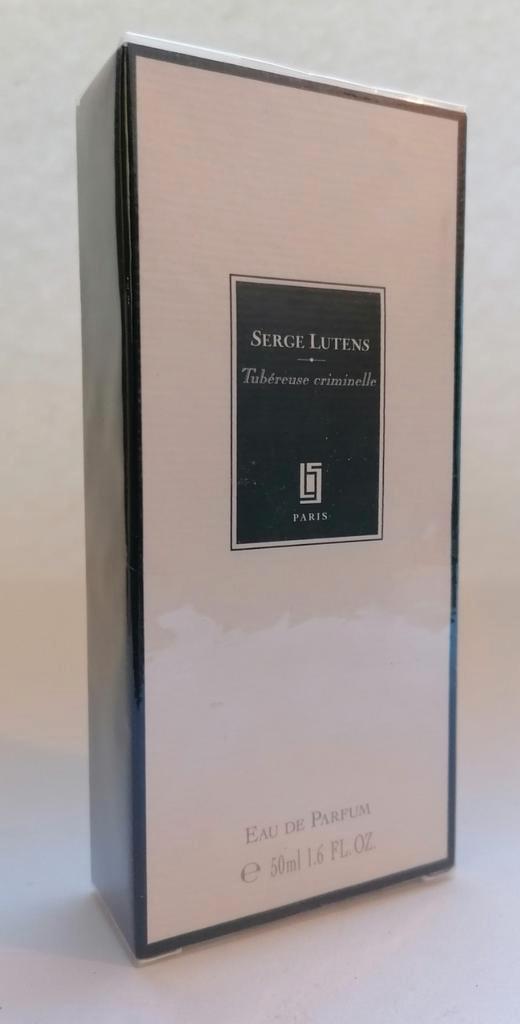 SERGE LUTENS
Tubéreuse criminelle
PARIS
EAU DE PARFUM
℮ 50ml 1.6 FL.OZ.